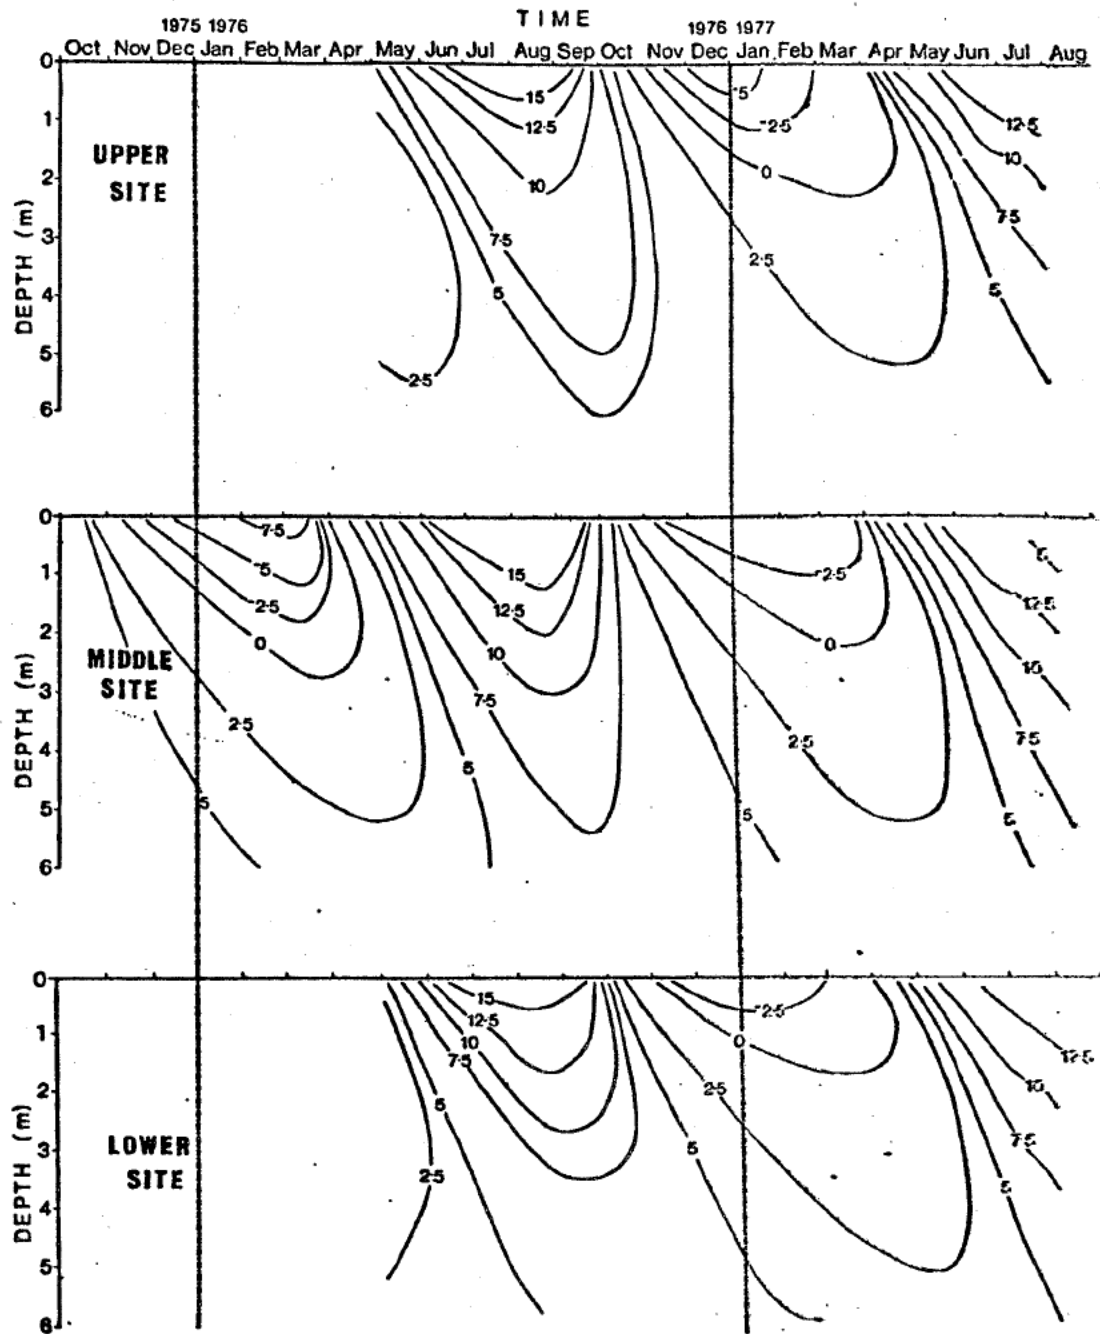 TIME
1975 1976 1976 1977
Oct Nov Dec Jan Feb Mar Apr May Jun Jul Aug Sep Oct Nov Dec Jan Feb Mar Apr May Jun Jul Aug
0
15 -5
1 12·5 -2·5 12·5
UPPER
SITE
10 0 10
2
7·5 7·5
3
2·5
DEPTH (m)
4 5 5
5
2·5
6
0
-7·5
5
1 -5 15 -2·5
-2·5 12·5 12·5
2
0 10 0 10
MIDDLE
SITE
3
7·5
2·5 2·5 7·5
DEPTH (m)
4
5
5 5
5 5
6
0
15 -2·5
12·5
1 10 0
7·5 12·5
2 5 2·5 10
LOWER
SITE
3 5 7·5
2·5 5
DEPTH (m)
4
5
6